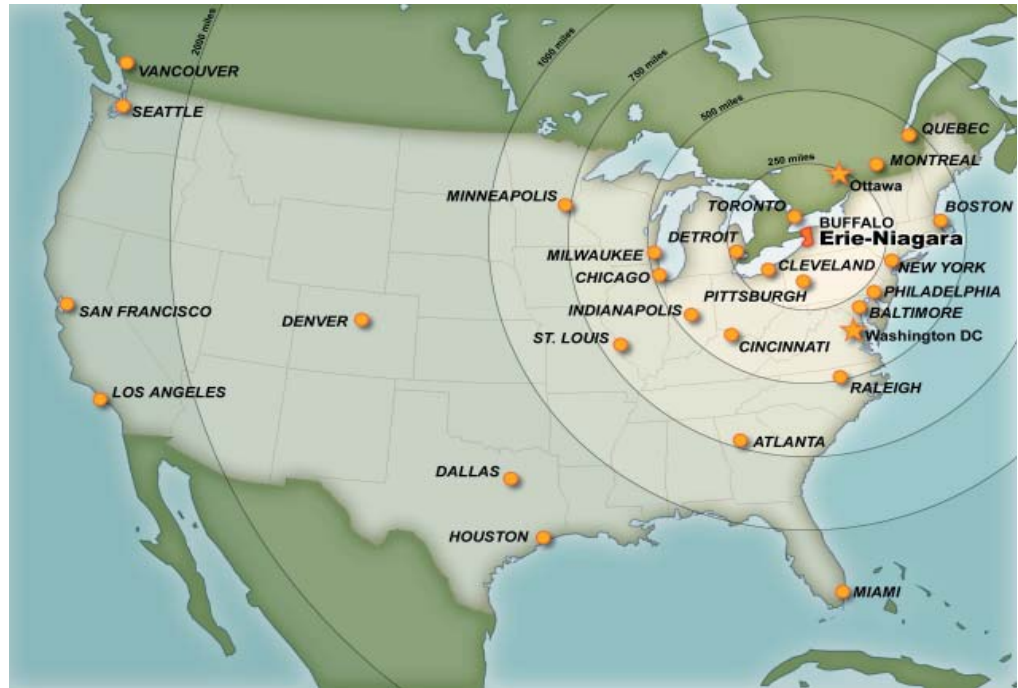 2000 miles
1000 miles
750 miles
500 miles
250 miles
VANCOUVER
SEATTLE
QUEBEC
MONTREAL
Ottawa
MINNEAPOLIS
TORONTO
BOSTON
BUFFALO
Erie-Niagara
DETROIT
MILWAUKEE
CLEVELAND
NEW YORK
CHICAGO
PITTSBURGH
PHILADELPHIA
SAN FRANCISCO
DENVER
INDIANAPOLIS
BALTIMORE
ST. LOUIS
CINCINNATI
Washington DC
LOS ANGELES
RALEIGH
ATLANTA
DALLAS
HOUSTON
MIAMI